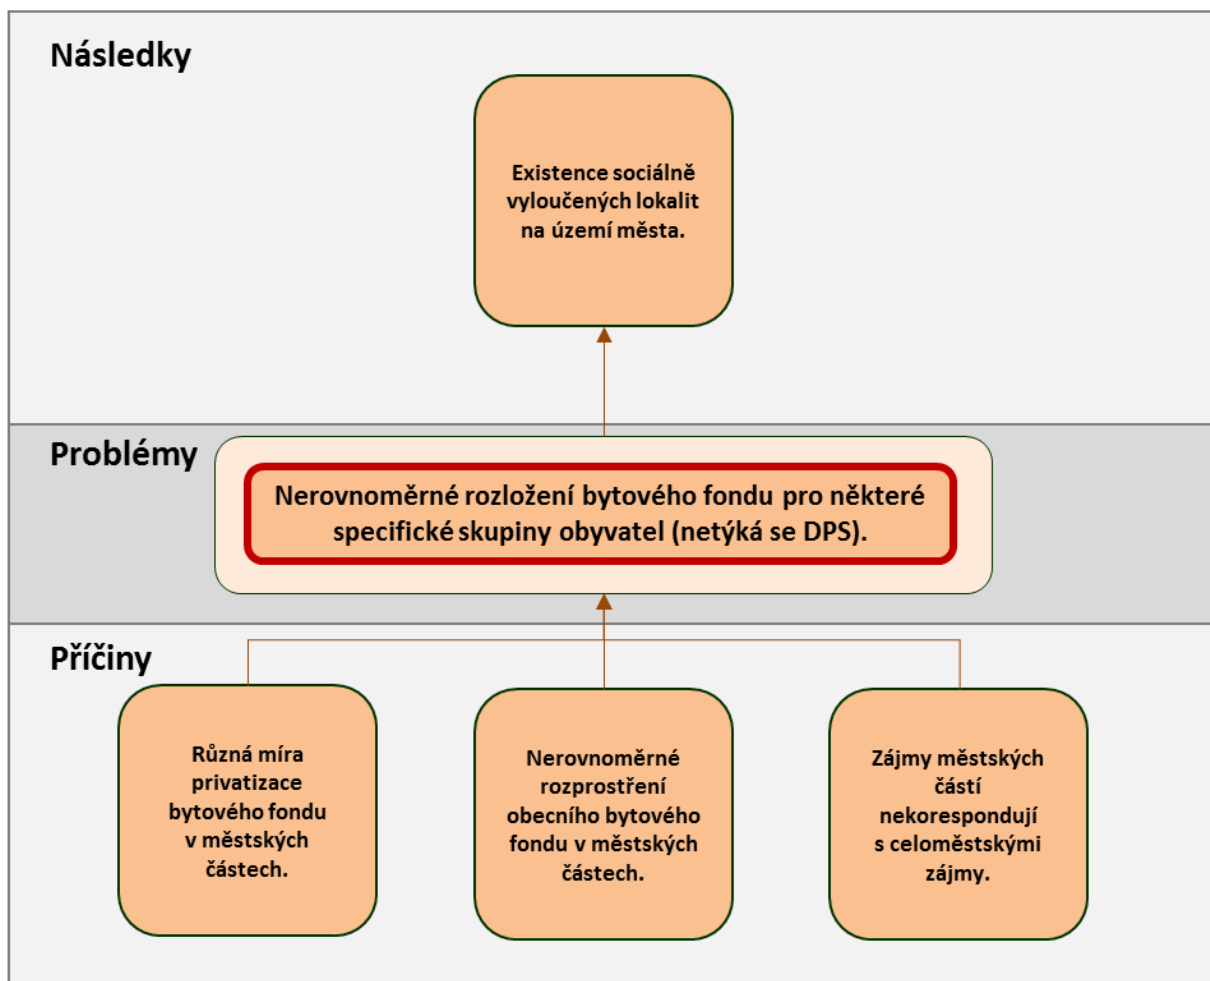 Následky
Existence sociálně
vyloučených lokalit
na území města.
Problémy
Nerovnoměrné rozložení bytového fondu pro některé
specifické skupiny obyvatel (netýká se DPS).
Příčiny
Různá míra
privatizace
bytového fondu
v městských
částech.
Nerovnoměrné
rozprostření
obecního bytového
fondu v městských
částech.
Zájmy městských
částí
nekorespondují
s celoměstskými
zájmy.